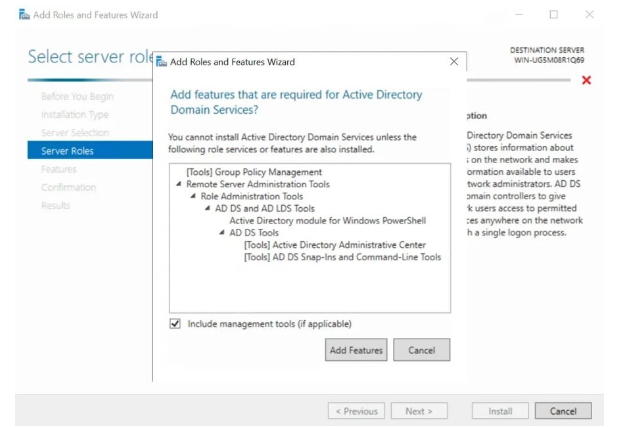 Add Roles and Features Wizard
DESTINATION SERVER
WIN-UG5M08R1Q69
Select server role
Before You Begin
Installation Type
Server Selection
Server Roles
Features
Confirmation
Results
Add Roles and Features Wizard
Add features that are required for Active Directory
Domain Services?
You cannot install Active Directory Domain Services unless the
following role services or features are also installed.
[Tools] Group Policy Management
Remote Server Administration Tools
Role Administration Tools
AD DS and AD LDS Tools
Active Directory module for Windows PowerShell
AD DS Tools
[Tools] Active Directory Administrative Center
[Tools] AD DS Snap-Ins and Command-Line Tools
Include management tools (if applicable)
Add Features
Cancel
ption
Directory Domain Services
) stores information about
s on the network and makes
ormation available to users
twork administrators. AD DS
omain controllers to give
rk users access to permitted
ces anywhere on the network
h a single logon process.
< Previous
Next >
Install
Cancel